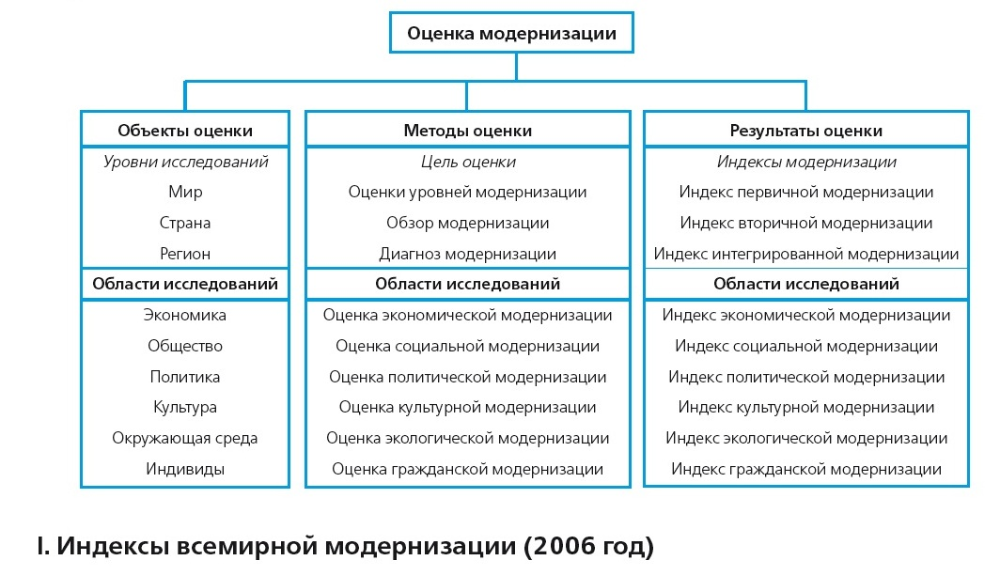 Оценка модернизации
Объекты оценки
Уровни исследований
Мир
Страна
Регион
Области исследований
Экономика
Общество
Политика
Культура
Окружающая среда
Индивиды
Методы оценки
Цель оценки
Оценки уровней модернизации
Обзор модернизации
Диагноз модернизации
Области исследований
Оценка экономической модернизации
Оценка социальной модернизации
Оценка политической модернизации
Оценка культурной модернизации
Оценка экологической модернизации
Оценка гражданской модернизации
Результаты оценки
Индексы модернизации
Индекс первичной модернизации
Индекс вторичной модернизации
Индекс интегрированной модернизации
Области исследований
Индекс экономической модернизации
Индекс социальной модернизации
Индекс политической модернизации
Индекс культурной модернизации
Индекс экологической модернизации
Индекс гражданской модернизации
I. Индексы всемирной модернизации (2006 год)